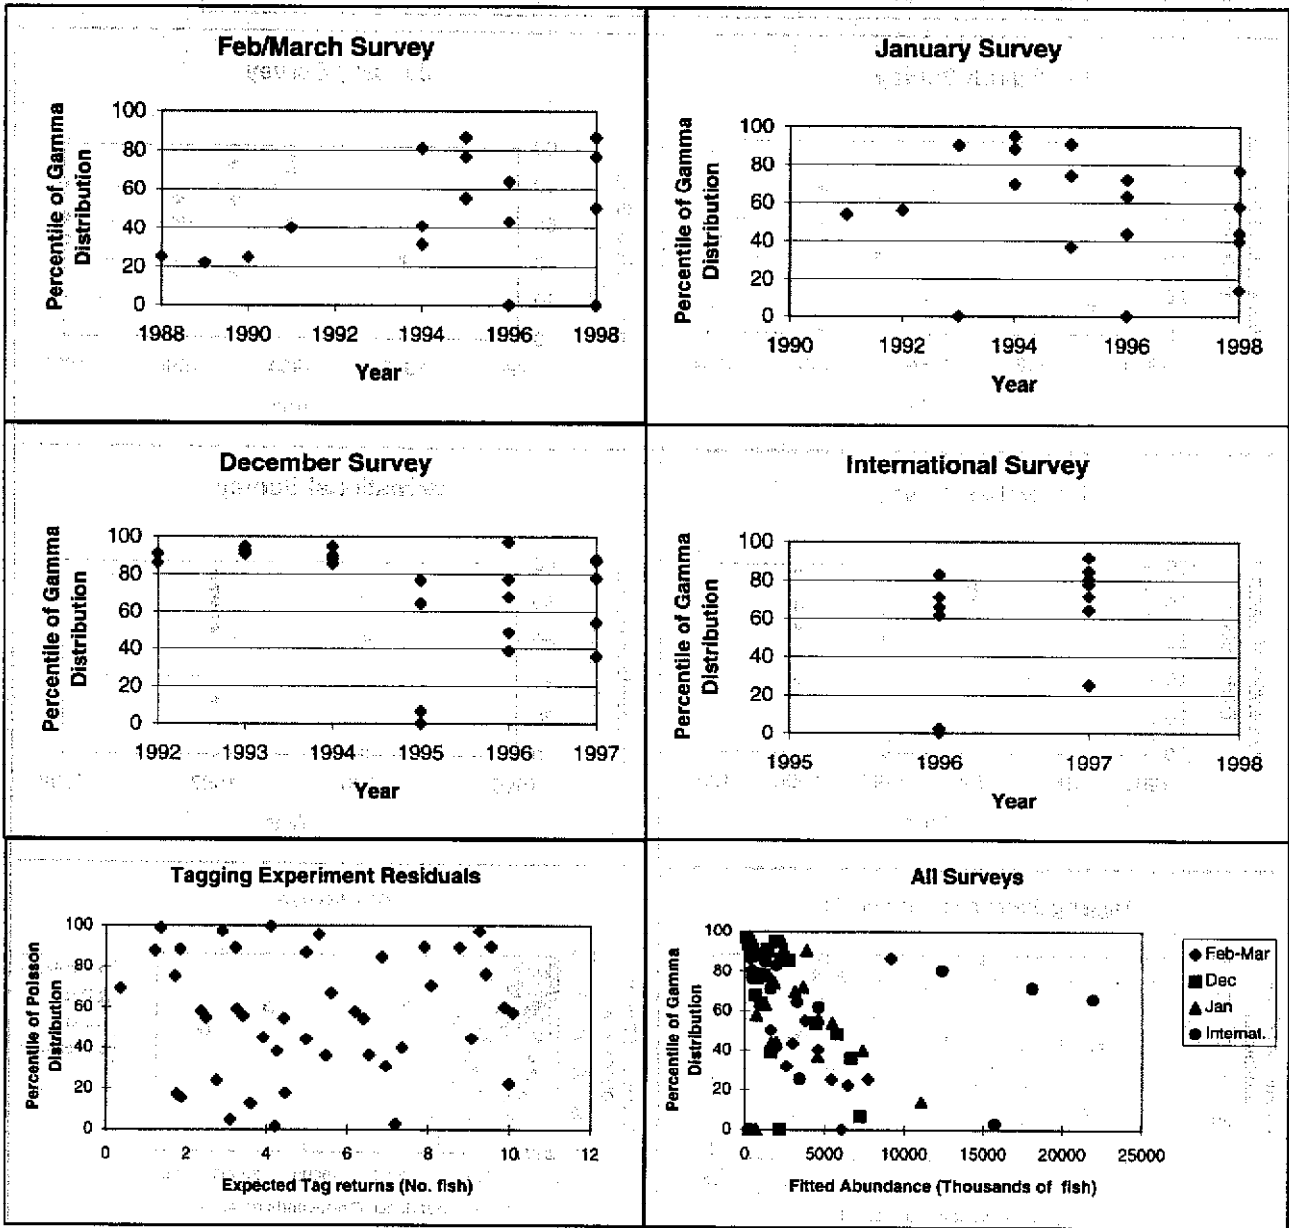 Feb/March Survey
Percentile of Gamma
Distribution
100
80
60
40
20
0
1988 1990 1992 1994 1996 1998
Year
January Survey
Percentile of Gamma
Distribution
100
80
60
40
20
0
1990 1992 1994 1996 1998
Year
December Survey
Percentile of Gamma
Distribution
100
80
60
40
20
0
1992 1993 1994 1995 1996 1997
Year
International Survey
Percentile of Gamma
Distribution
100
80
60
40
20
0
1995 1996 1997 1998
Year
Tagging Experiment Residuals
Percentile of Poisson
Distribution
100
80
60
40
20
0
0 2 4 6 8 10 12
Expected Tag returns (No. fish)
All Surveys
Percentile of Gamma
Distribution
100
80
60
40
20
0
0 5000 10000 15000 20000 25000
Fitted Abundance (Thousands of fish)
Feb-Mar
Dec
Jan
Internat.